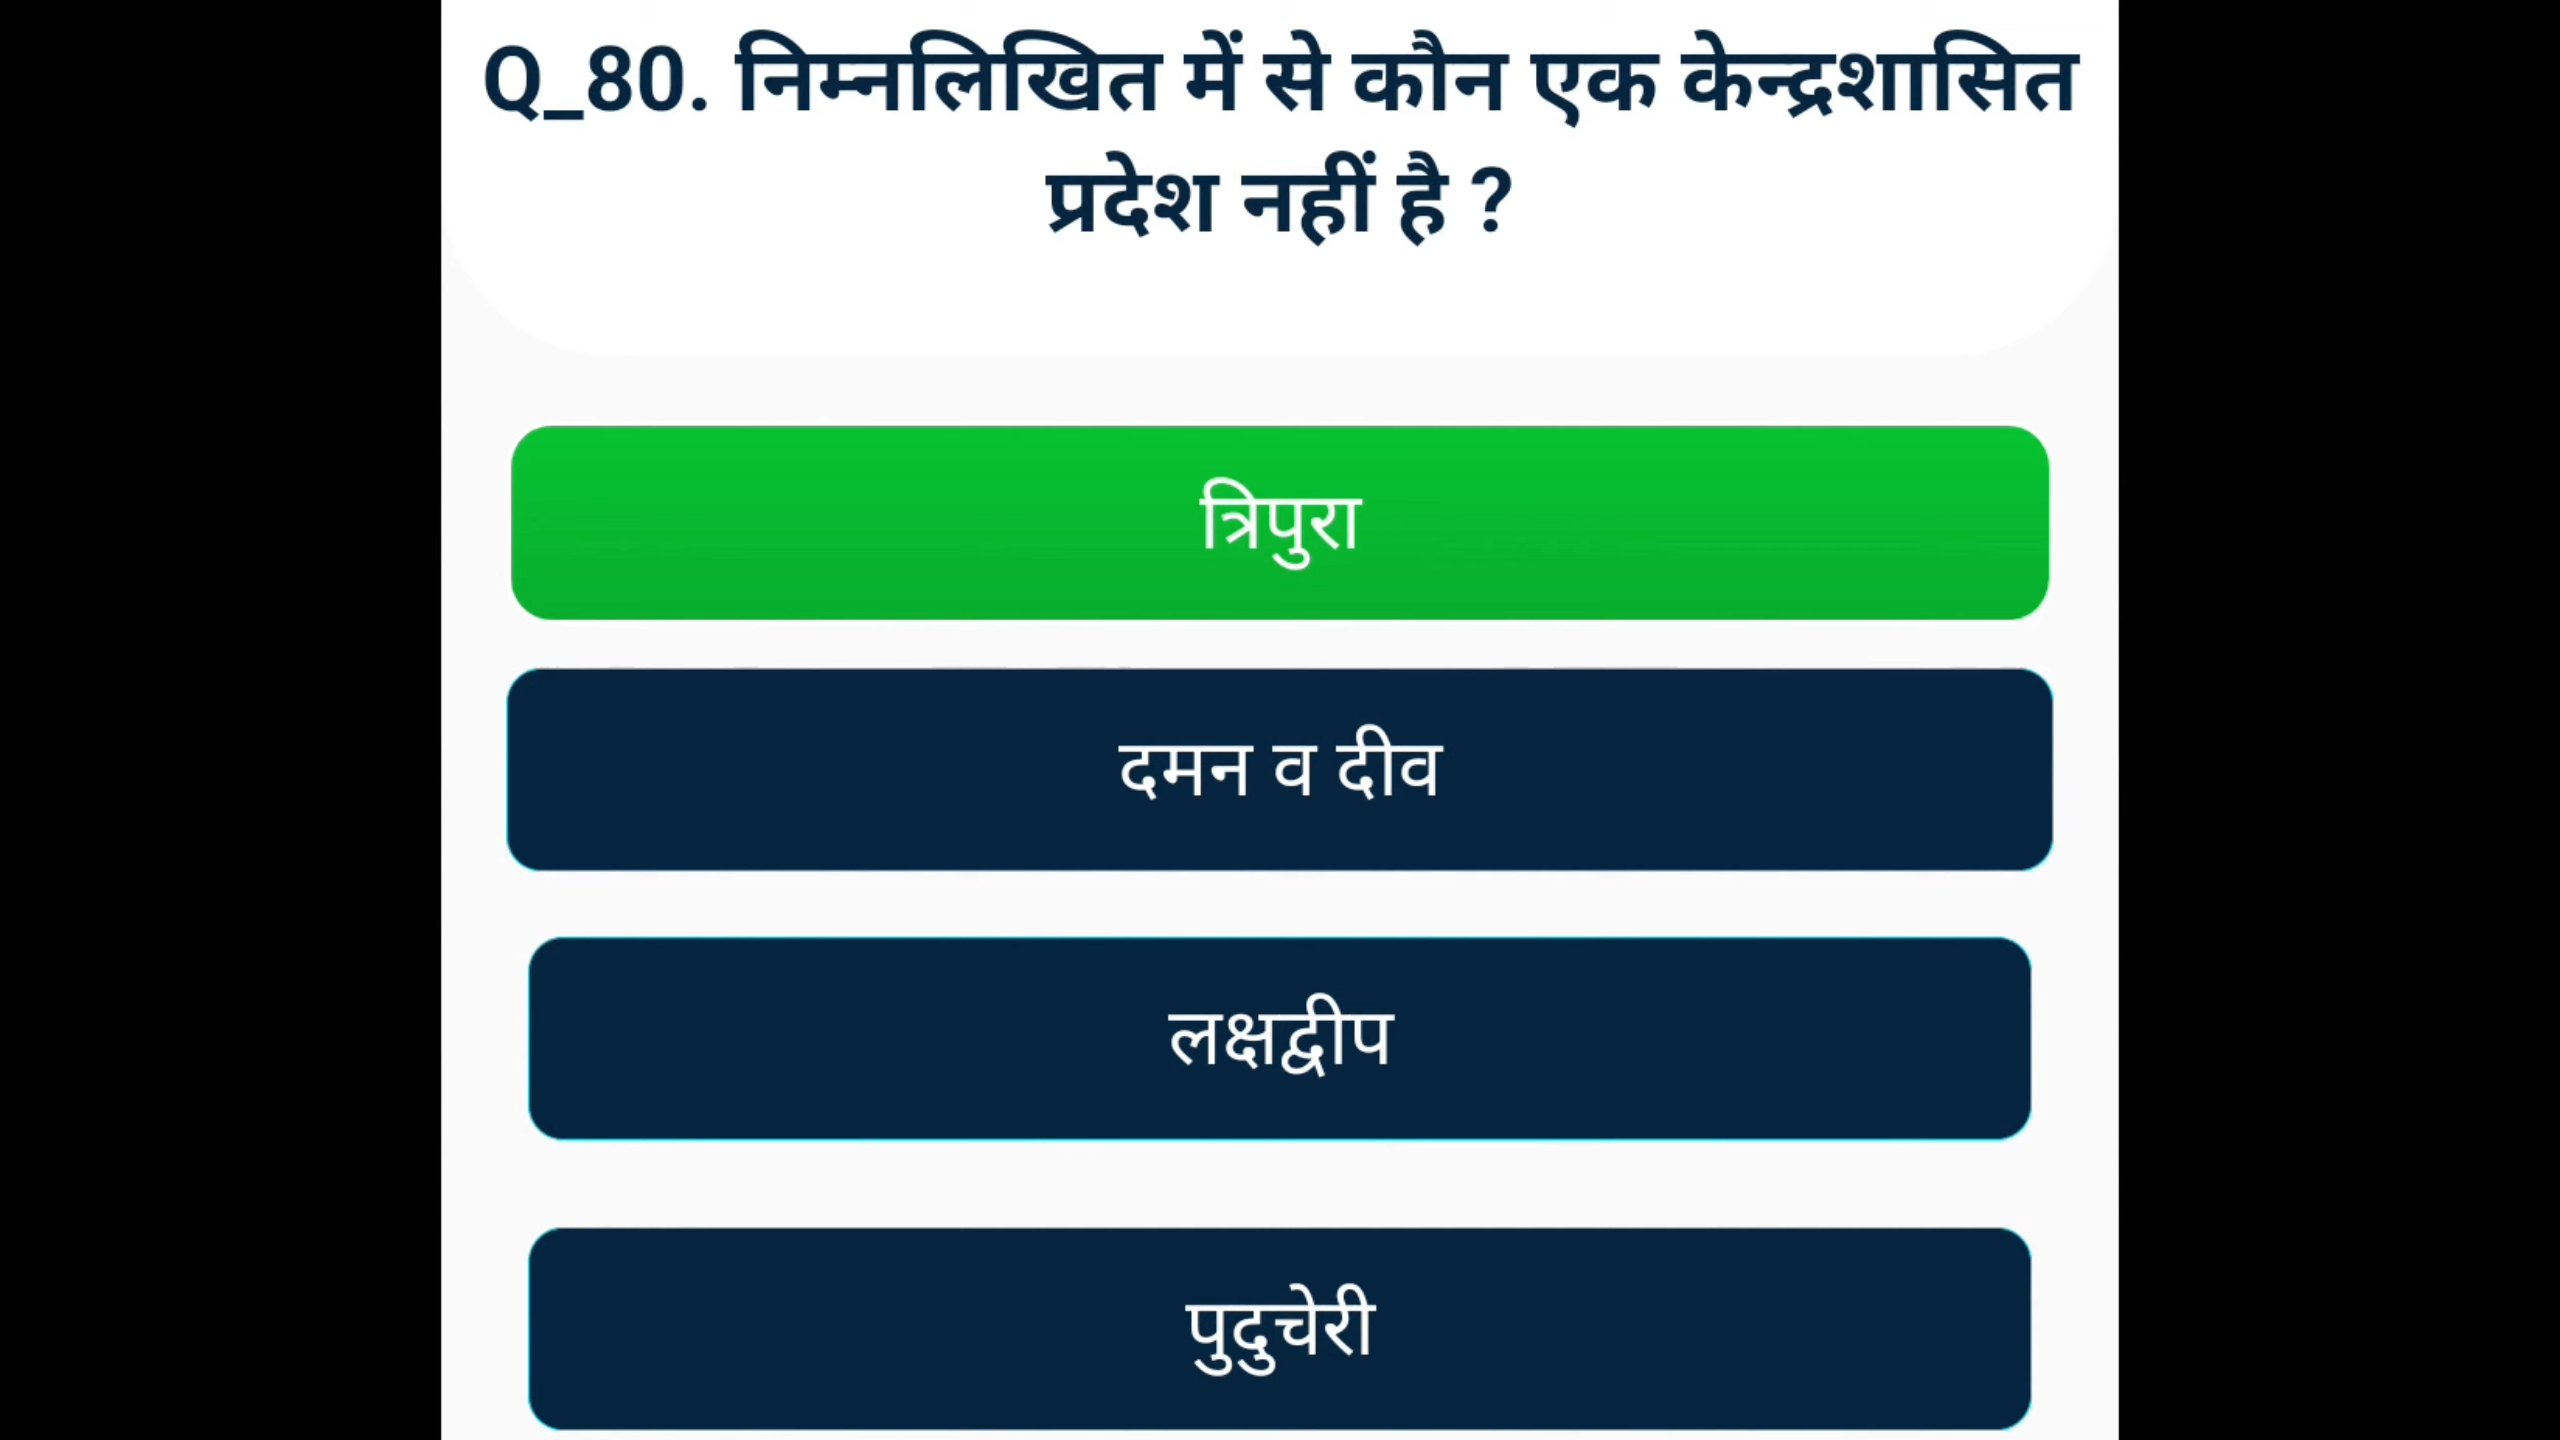 Q_80. निम्नलिखित में से कौन एक केन्द्रशासित
प्रदेश नहीं है ?
त्रिपुरा
दमन व दीव
लक्षद्वीप
पुदुचेरी